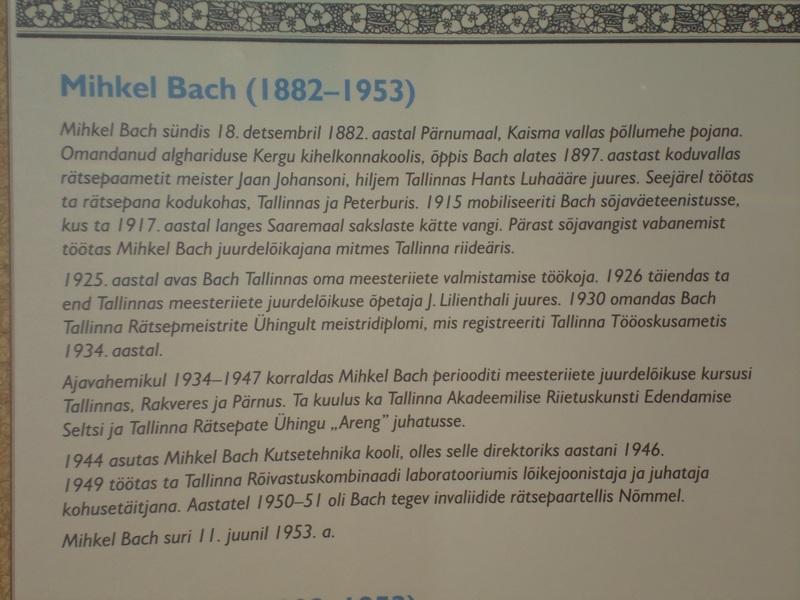 Mihkel Bach (1882–1953)
Mihkel Bach sündis 18. detsembril 1882. aastal Pärnumaal, Kaisma vallas põllumehe pojana.
Omandanud alghariduse Kergu kihelkonnakoolis, õppis Bach alates 1897. aastast koduvallas
rätsepaametit meister Jaan Johansoni, hiljem Tallinnas Hants Luhaääre juures. Seejärel töötas
ta rätsepana kodukohas, Tallinnas ja Peterburis. 1915 mobiliseeriti Bach sõjaväeteenistusse,
kus ta 1917. aastal langes Saaremaal sakslaste kätte vangi. Pärast sõjavangist vabanemist
töötas Mihkel Bach juurdelõikajana mitmes Tallinna riideäris.
1925. aastal avas Bach Tallinnas oma meesteriiete valmistamise töökoja. 1926 täiendas ta
end Tallinnas meesteriiete juurdelõikuse õpetaja J. Lilienthali juures. 1930 omandas Bach
Tallinna Rätsepmeistrite Ühingult meistridiplomi, mis registreeriti Tallinna Tööoskusametis
1934. aastal.
Ajavahemikul 1934–1947 korraldas Mihkel Bach periooditi meesteriiete juurdelõikuse kursusi
Tallinnas, Rakveres ja Pärnus. Ta kuulus ka Tallinna Akadeemilise Riietuskunsti Edendamise
Seltsi ja Tallinna Rätsepate Ühingu „Areng” juhatusse.
1944 asutas Mihkel Bach Kutsetehnika kooli, olles selle direktoriks aastani 1946.
1949 töötas ta Tallinna Rõivastuskombinaadi laboratooriumis lõikejoonistaja ja juhataja
kohusetäitjana. Aastatel 1950–51 oli Bach tegev invaliidide rätsepaartellis Nõmmel.
Mihkel Bach suri 11. juunil 1953. a.